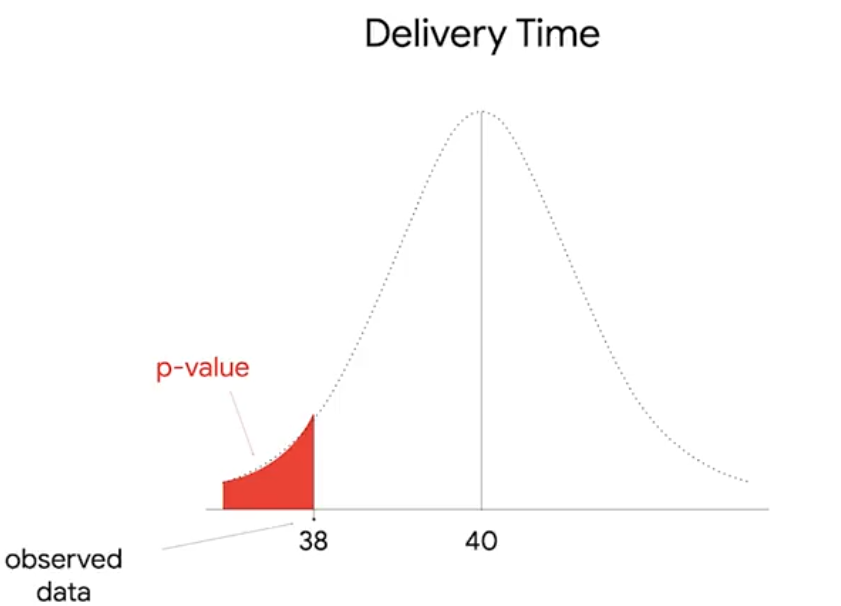 Delivery Time
p-value
38
40
observed
data